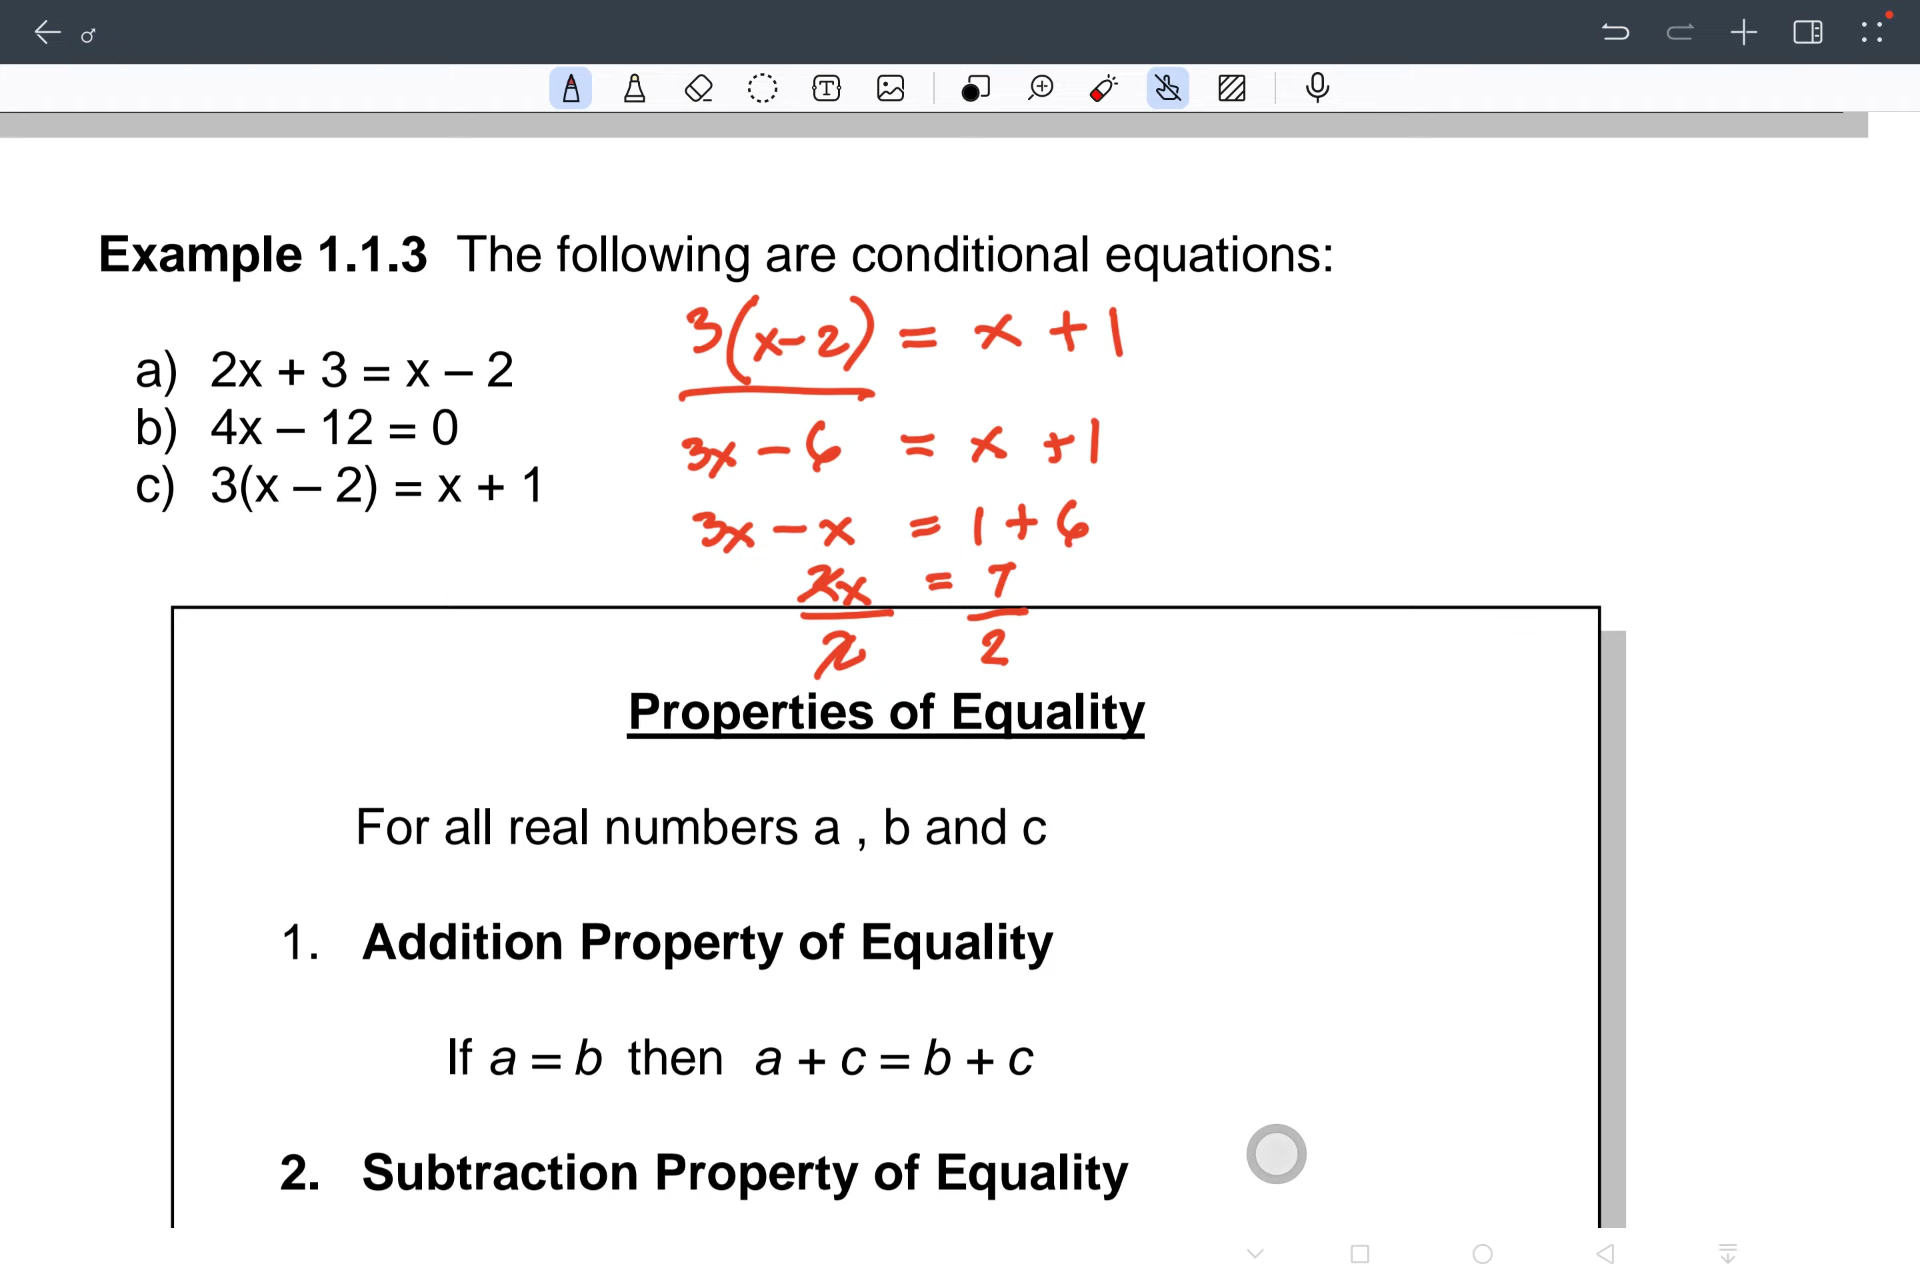 Example 1.1.3 The following are conditional equations:
3(x-2) = x + 1
a) 2x + 3 = x – 2
b) 4x – 12 = 0
3x - 6 = x + 1
c) 3(x – 2) = x + 1
3x - x = 1 + 6
2x = 7
2 2
Properties of Equality
For all real numbers a , b and c
1. Addition Property of Equality
If a = b then a + c = b + c
2. Subtraction Property of Equality